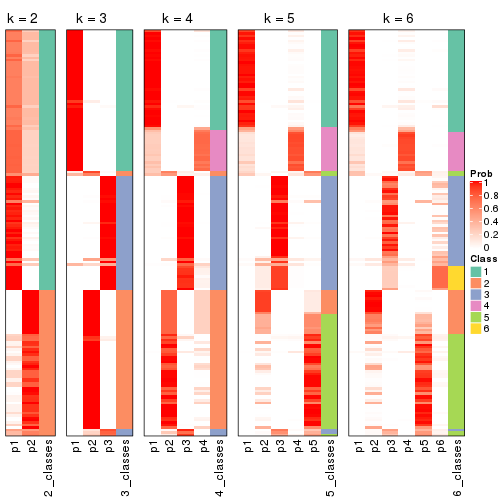 k = 2
k = 3
k = 4
k = 5
k = 6
Prob
1
0.8
0.6
0.4
0.2
0
Class
1
2
3
4
5
6
p1
p2
2_classes
p1
p2
p3
3_classes
p1
p2
p3
p4
4_classes
p1
p2
p3
p4
p5
5_classes
p1
p2
p3
p4
p5
p6
6_classes